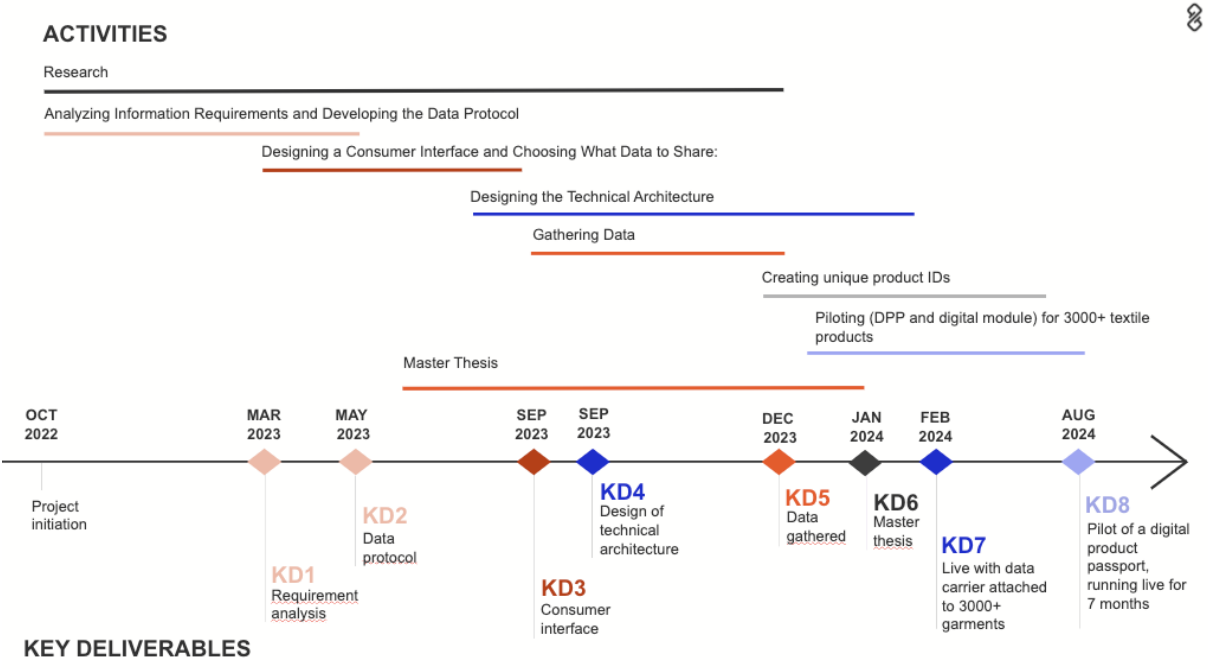 ACTIVITIES
Research
Analyzing Information Requirements and Developing the Data Protocol
Designing a Consumer Interface and Choosing What Data to Share:
Designing the Technical Architecture
Gathering Data
Creating unique product IDs
Piloting (DPP and digital module) for 3000+ textile
products
Master Thesis
OCT
2022
MAR
2023
MAY
2023
SEP
2023
SEP
2023
DEC
2023
JAN
2024
FEB
2024
AUG
2024
Project
initiation
KD1
Requirement
analysis
KD2
Data
protocol
KD3
Consumer
interface
KD4
Design of
technical
architecture
KD5
Data
gathered
KD6
Master
thesis
KD7
Live with data
carrier attached
to 3000+
garments
KD8
Pilot of a digital
product
passport,
running live for
7 months
KEY DELIVERABLES